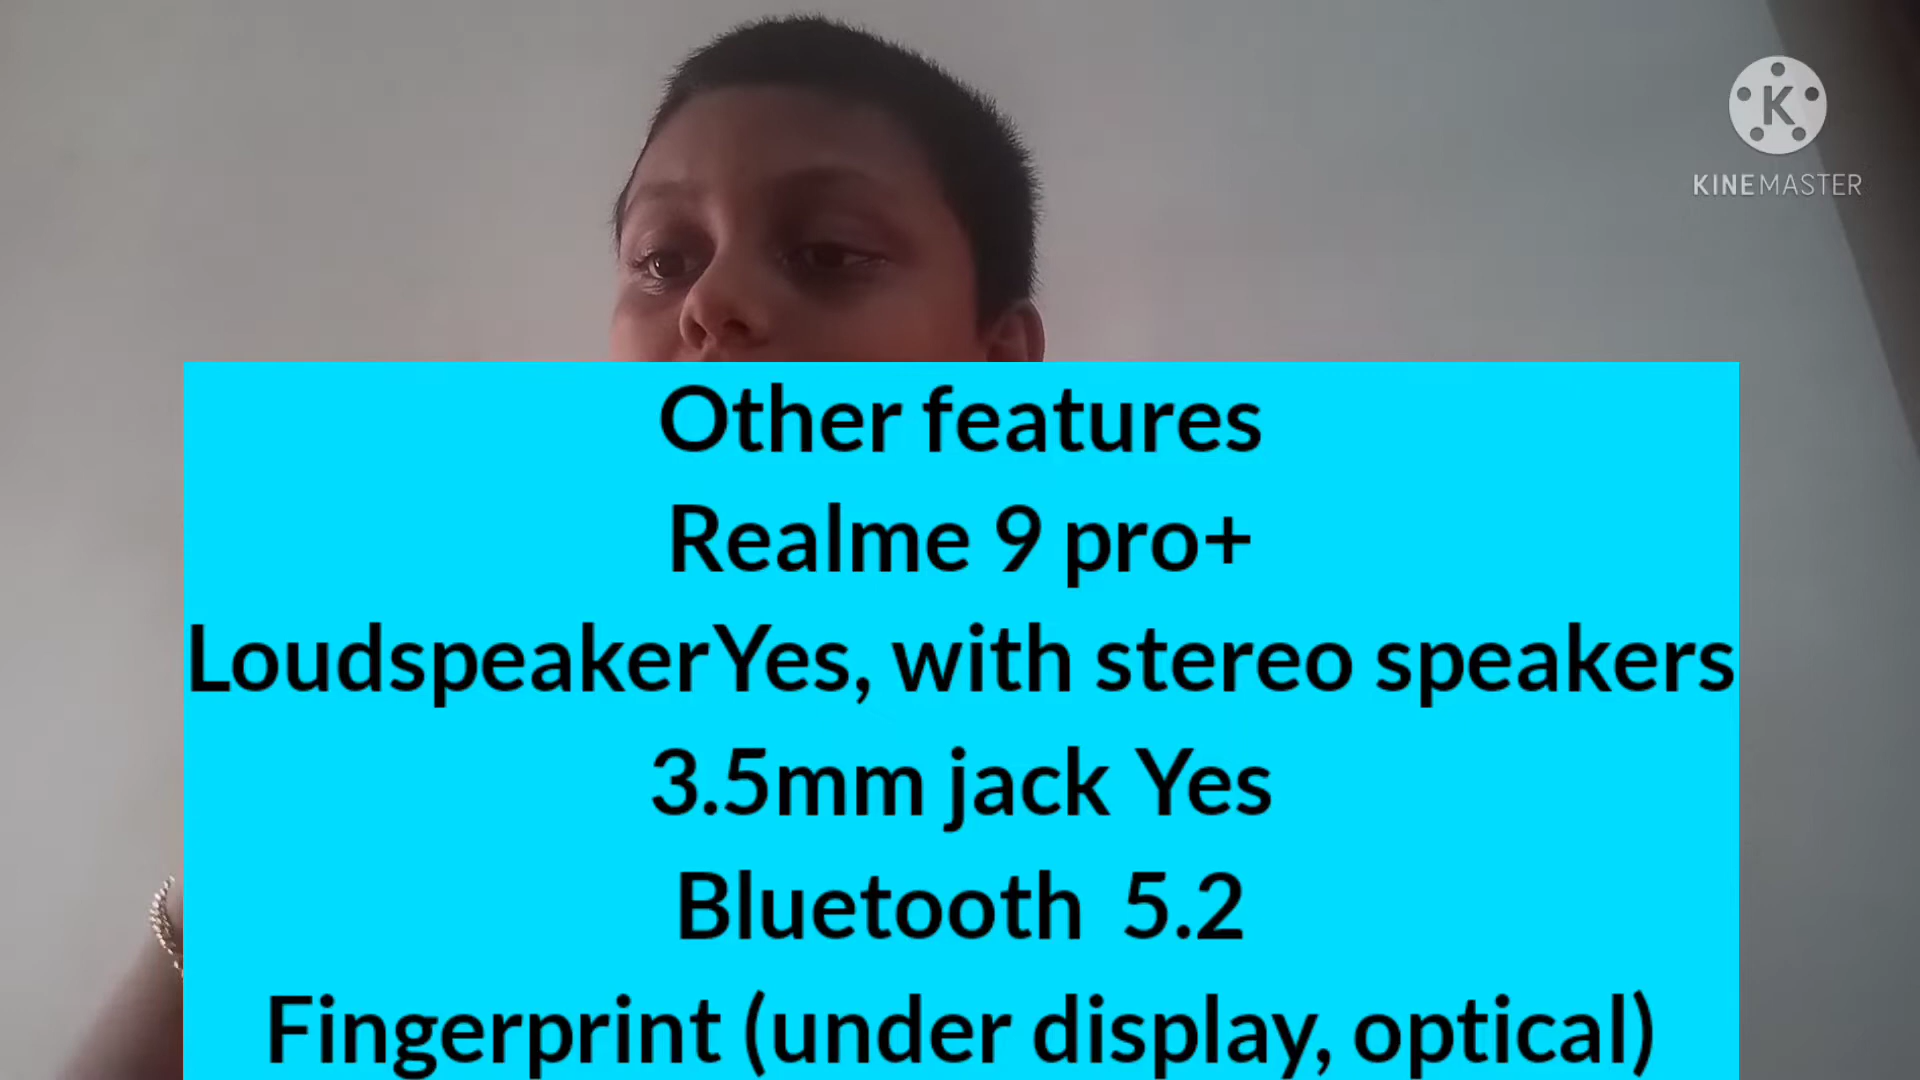 K
KINEMASTER
Other features
Realme 9 pro+
LoudspeakerYes, with stereo speakers
3.5mm jack Yes
Bluetooth 5.2
Fingerprint (under display, optical)